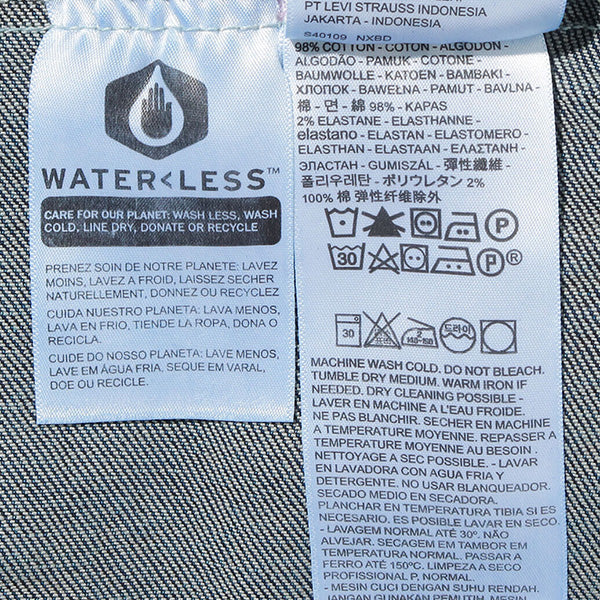 WATER<LESS™
CARE FOR OUR PLANET: WASH LESS, WASH
COLD, LINE DRY, DONATE OR RECYCLE
PRENEZ SOIN DE NOTRE PLANETE: LAVEZ
MOINS, LAVEZ A FROID, LAISSEZ SECHER
NATURELLEMENT, DONNEZ OU RECYCLEZ
CUIDA NUESTRO PLANETA: LAVA MENOS,
LAVA EN FRIO, TIENDE LA ROPA, DONA O
RECICLA.
CUIDE DO NOSSO PLANETA: LAVE MENOS,
LAVE EM ÁGUA FRIA. SEQUE EM VARAL,
DOE OU RECICLE.
PT LEVI STRAUSS INDONESIA
JAKARTA - INDONESIA
S40109 NXBD
98% COTTON - COTON - ALGODON -
ALGODÃO - PAMUK - COTONE -
BAUMWOLLE - KATOEN - BAMBAKI -
ХЛОПОК - BAWEŁNA - PAMUT - BAVLNA -
棉 - 면 - 綿 98% - KAPAS
2% ELASTANE - ELASTHANNE -
elastano - ELASTAN - ELASTOMERO -
ELASTHAN - ELASTAAN - ΕΛΑΣΤΑΝΗ -
ЭЛАСТАН - GUMISZÁL - 彈性纖維 -
폴리우레탄 - ポリウレタン 2%
100% 棉 弹性纤维除外
P
30 P ®
30 2 140-150 드라이
MACHINE WASH COLD. DO NOT BLEACH.
TUMBLE DRY MEDIUM. WARM IRON IF
NEEDED. DRY CLEANING POSSIBLE -
LAVER EN MACHINE A L'EAU FROIDE.
NE PAS BLANCHIR. SECHER EN MACHINE
A TEMPERATURE MOYENNE. REPASSER A
TEMPERATURE MOYENNE AU BESOIN.
NETTOYAGE A SEC POSSIBLE - LAVAR
EN LAVADORA CON AGUA FRIA Y
DETERGENTE. NO USAR BLANQUEADOR.
SECADO MEDIO EN SECADORA.
PLANCHAR EN TEMPERATURA TIBIA SI ES
NECESARIO. ES POSIBLE LAVAR EN SECO.
- LAVAGEM NORMAL ATÉ 30º. NÃO
ALVEJAR. SECAGEM EM TAMBOR EM
TEMPERATURA NORMAL. PASSAR A
FERRO ATÉ 150ºC. LIMPEZA A SECO
PROFISSIONAL, PROCESSO NORMAL.
- MESIN CUCI DENGAN SUHU RENDAH.
JANGAN GUNAKAN PEMUTIH. MESIN